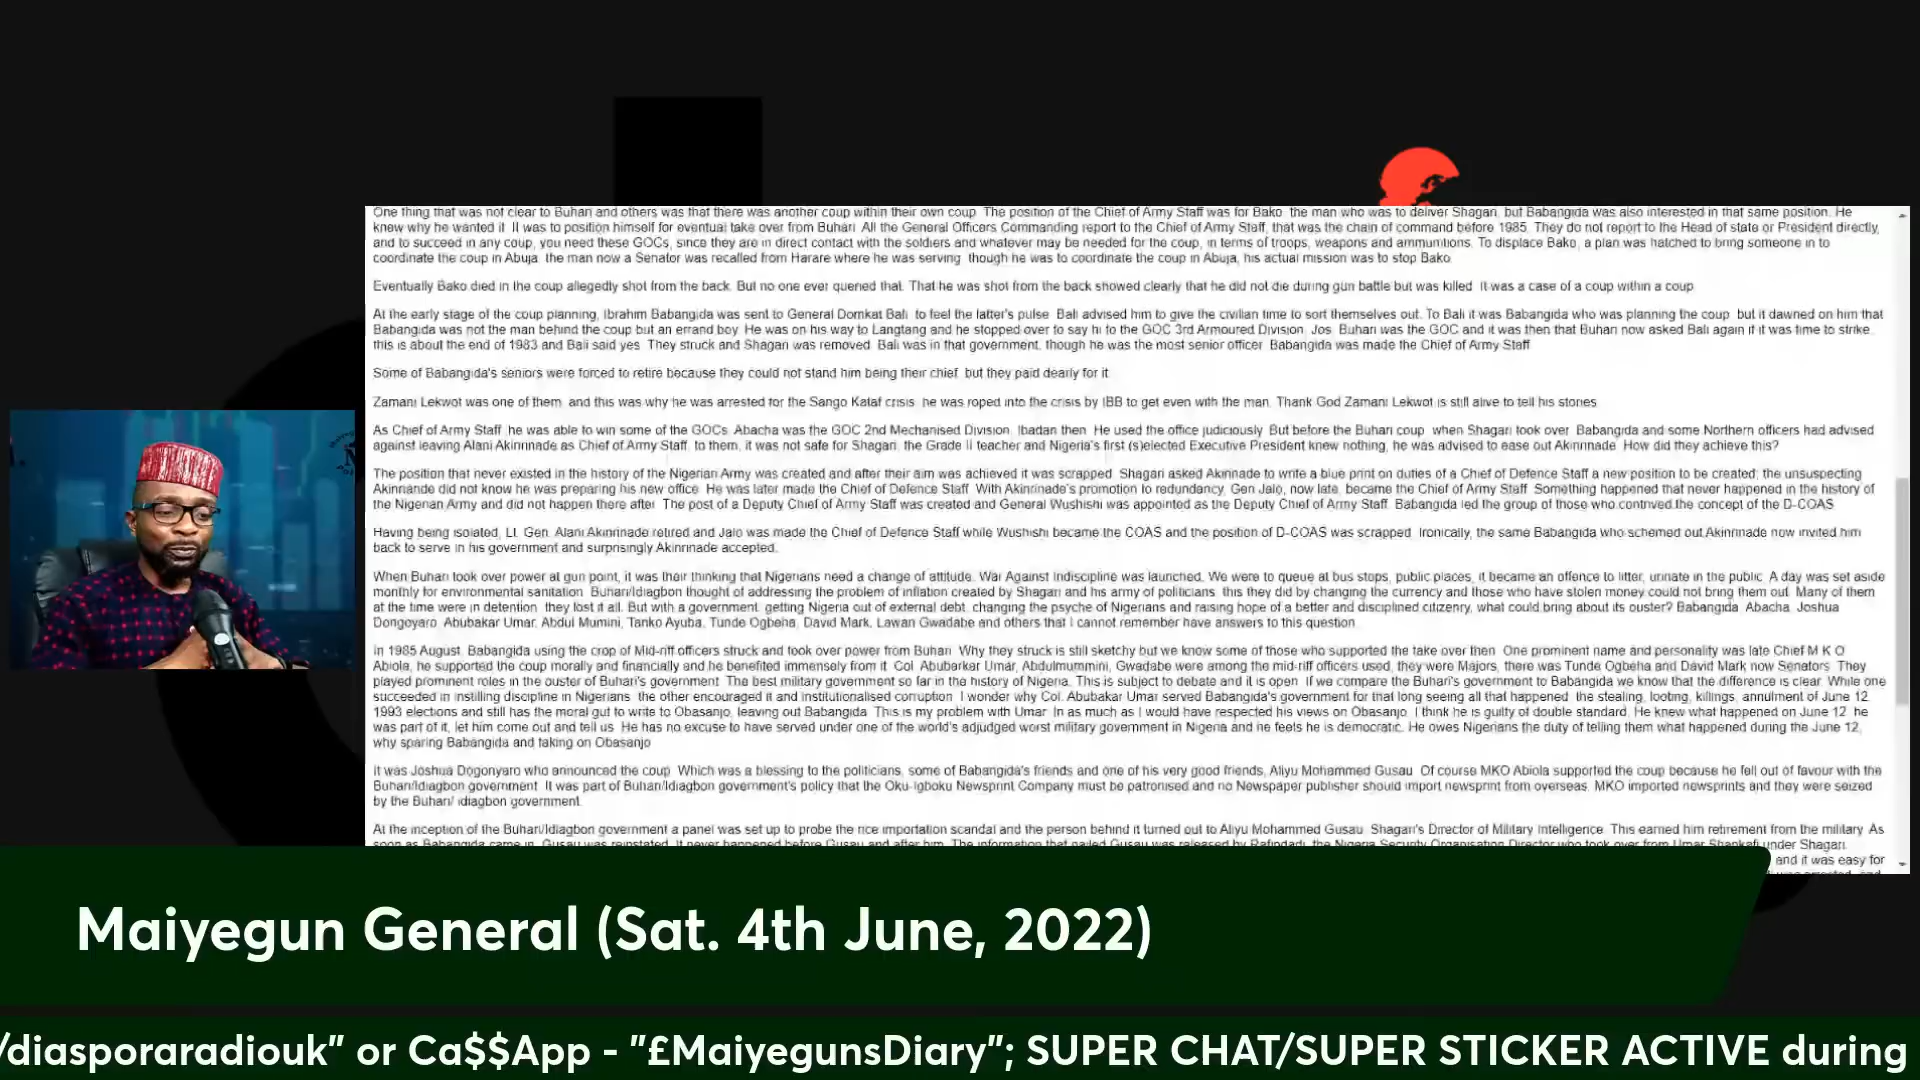 One thing that was not clear to Buhari and others was that there was another coup within their own coup. The position of the Chief of Army Staff was for Bako, the man who was to deliver Shagari, but Babangida was also interested in that same position. He
knew why he wanted it. It was to position himself for eventual take over from Buhari. All the General Officers Commanding report to the Chief of Army Staff, that was the chain of command before 1985. They do not report to the Head of state or President directly,
and to succeed in any coup, you need these GOCs, since they are in direct contact with the soldiers and whatever may be needed for the coup, in terms of troops, weapons and ammunitions. To displace Bako, a plan was hatched to bring someone in to
coordinate the coup in Abuja, the man now a Senator was recalled from Harare where he was serving, though he was to coordinate the coup in Abuja, his actual mission was to stop Bako.
Eventually Bako died in the coup allegedly shot from the back. But no one ever queried that. That he was shot from the back showed clearly that he did not die during gun battle but was killed. It was a case of a coup within a coup.
At the early stage of the coup planning, Ibrahim Babangida was sent to General Domkat Bali, to feel the latter's pulse. Bali advised him to give the civilian time to sort themselves out. To Bali it was Babangida who was planning the coup, but it dawned on him that
Babangida was not the man behind the coup but an errand boy. He was on his way to Langtang and he stopped over to say hi to the GOC 3rd Armoured Division, Jos. Buhari was the GOC and it was then that Buhari now asked Bali again if it was time to strike,
this is about the end of 1983 and Bali said yes. They struck and Shagari was removed. Bali was in that government, though he was the most senior officer. Babangida was made the Chief of Army Staff.
Some of Babangida's seniors were forced to retire because they could not stand him being their chief, but they paid dearly for it.
Zamani Lekwot was one of them, and this was why he was arrested for the Sango Kataf crisis, he was roped into the crisis by IBB to get even with the man. Thank God Zamani Lekwot is still alive to tell his stories.
As Chief of Army Staff, he was able to win some of the GOCs. Abacha was the GOC 2nd Mechanised Division, Ibadan then. He used the office judiciously. But before the Buhari coup, when Shagari took over, Babangida and some Northern officers had advised
against leaving Alani Akinrinade as Chief of Army Staff, to them, it was not safe for Shagari, the Grade II teacher and Nigeria's first (s)elected Executive President knew nothing, he was advised to ease out Akinrinade. How did they achieve this?
The position that never existed in the history of the Nigerian Army was created and after their aim was achieved it was scrapped. Shagari asked Akinrinade to write a blue print on duties of a Chief of Defence Staff a new position to be created, the unsuspecting
Akinrinande did not know he was preparing his new office. He was later made the Chief of Defence Staff. With Akinrinade's promotion to redundancy, Gen Jalo, now late, became the Chief of Army Staff. Something happened that never happened in the history of
the Nigerian Army and did not happen there after. The post of a Deputy Chief of Army Staff was created and General Wushishi was appointed as the Deputy Chief of Army Staff. Babangida led the group of those who contrived the concept of the D-COAS.
Having being isolated, Lt. Gen. Alani Akinrinade retired and Jalo was made the Chief of Defence Staff while Wushishi became the COAS and the position of D-COAS was scrapped. Ironically, the same Babangida who schemed out Akinrinade now invited him
back to serve in his government and surprisingly Akinrinade accepted.
When Buhari took over power at gun point, it was their thinking that Nigerians need a change of attitude. War Against Indiscipline was launched. We were to queue at bus stops, public places, it became an offence to litter, urinate in the public. A day was set aside
monthly for environmental sanitation. Buhari/Idiagbon thought of addressing the problem of inflation created by Shagari and his army of politicians, this they did by changing the currency and those who have stolen money could not bring them out. Many of them
at the time were in detention, they lost it all. But with a government, getting Nigeria out of external debt, changing the psyche of Nigerians and raising hope of a better and disciplined citizenry, what could bring about its ouster? Babangida, Abacha, Joshua
Dongoyaro, Abubakar Umar, Abdul Mumini, Tanko Ayuba, Tunde Ogbeha, David Mark, Lawan Gwadabe and others that I cannot remember have answers to this question.
In 1985 August, Babangida using the crop of Mid-riff officers struck and took over power from Buhari. Why they struck is still sketchy but we know some of those who supported the take over then. One prominent name and personality was late Chief M K O
Abiola, he supported the coup morally and financially and he benefited immensely from it. Col. Abubarkar Umar, Abdulmummini, Gwadabe were among the mid-riff officers used, they were Majors, there was Tunde Ogbeha and David Mark now Senators. They
played prominent roles in the ouster of Buhari's government. The best military government so far in the history of Nigeria. This is subject to debate and it is open. If we compare the Buhari's government to Babangida we know that the difference is clear. While one
succeeded in instilling discipline in Nigerians, the other encouraged it and institutionalised corruption. I wonder why Col. Abubakar Umar served Babangida's government for that long seeing all that happened, the stealing, looting, killings, annulment of June 12,
1993 elections and still has the moral gut to write to Obasanjo, leaving out Babangida. This is my problem with Umar. In as much as I would have respected his views on Obasanjo, I think he is guilty of double standard. He knew what happened on June 12, he
was part of it, let him come out and tell us. He has no excuse to have served under one of the world's adjudged worst military government in Nigeria and he feels he is democratic. He owes Nigerians the duty of telling them what happened during the June 12,
why sparing Babangida and taking on Obasanjo
It was Joshua Dogonyaro who announced the coup. Which was a blessing to the politicians, some of Babangida's friends and one of his very good friends, Aliyu Mohammed Gusau. Of course MKO Abiola supported the coup because he fell out of favour with the
Buhari/Idiagbon government. It was part of Buhari/Idiagbon government's policy that the Oku-Igboku Newsprint Company must be patronised and no Newspaper publisher should import newsprint from overseas. MKO imported newsprints and they were seized
by the Buhari/ Idiagbon government.
At the inception of the Buhari/Idiagbon government a panel was set up to probe the rice importation scandal and the person behind it turned out to Aliyu Mohammed Gusau, Shagari's Director of Military Intelligence. This earned him retirement from the military. As
soon as Babangida came in, Gusau was reinstated. It never happened before Gusau and after him. The information that nailed Gusau was released by Rafindadi, the Nigeria Security Organisation Director who took over from Umar Shinkafi under Shagari.
and it was easy for
Maiyegun General (Sat. 4th June, 2022)
/diasporaradiouk" or Ca$$App - "£MaiyegunsDiary"; SUPER CHAT/SUPER STICKER ACTIVE during